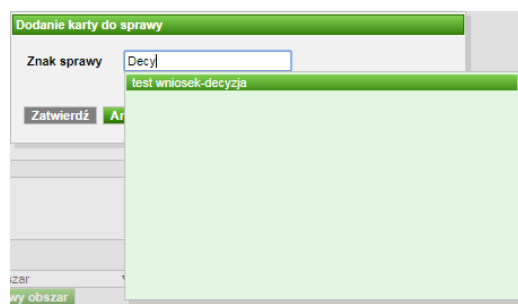 Dodanie karty do sprawy
Znak sprawy Decy
test wniosek-decyzja
Zatwierdź